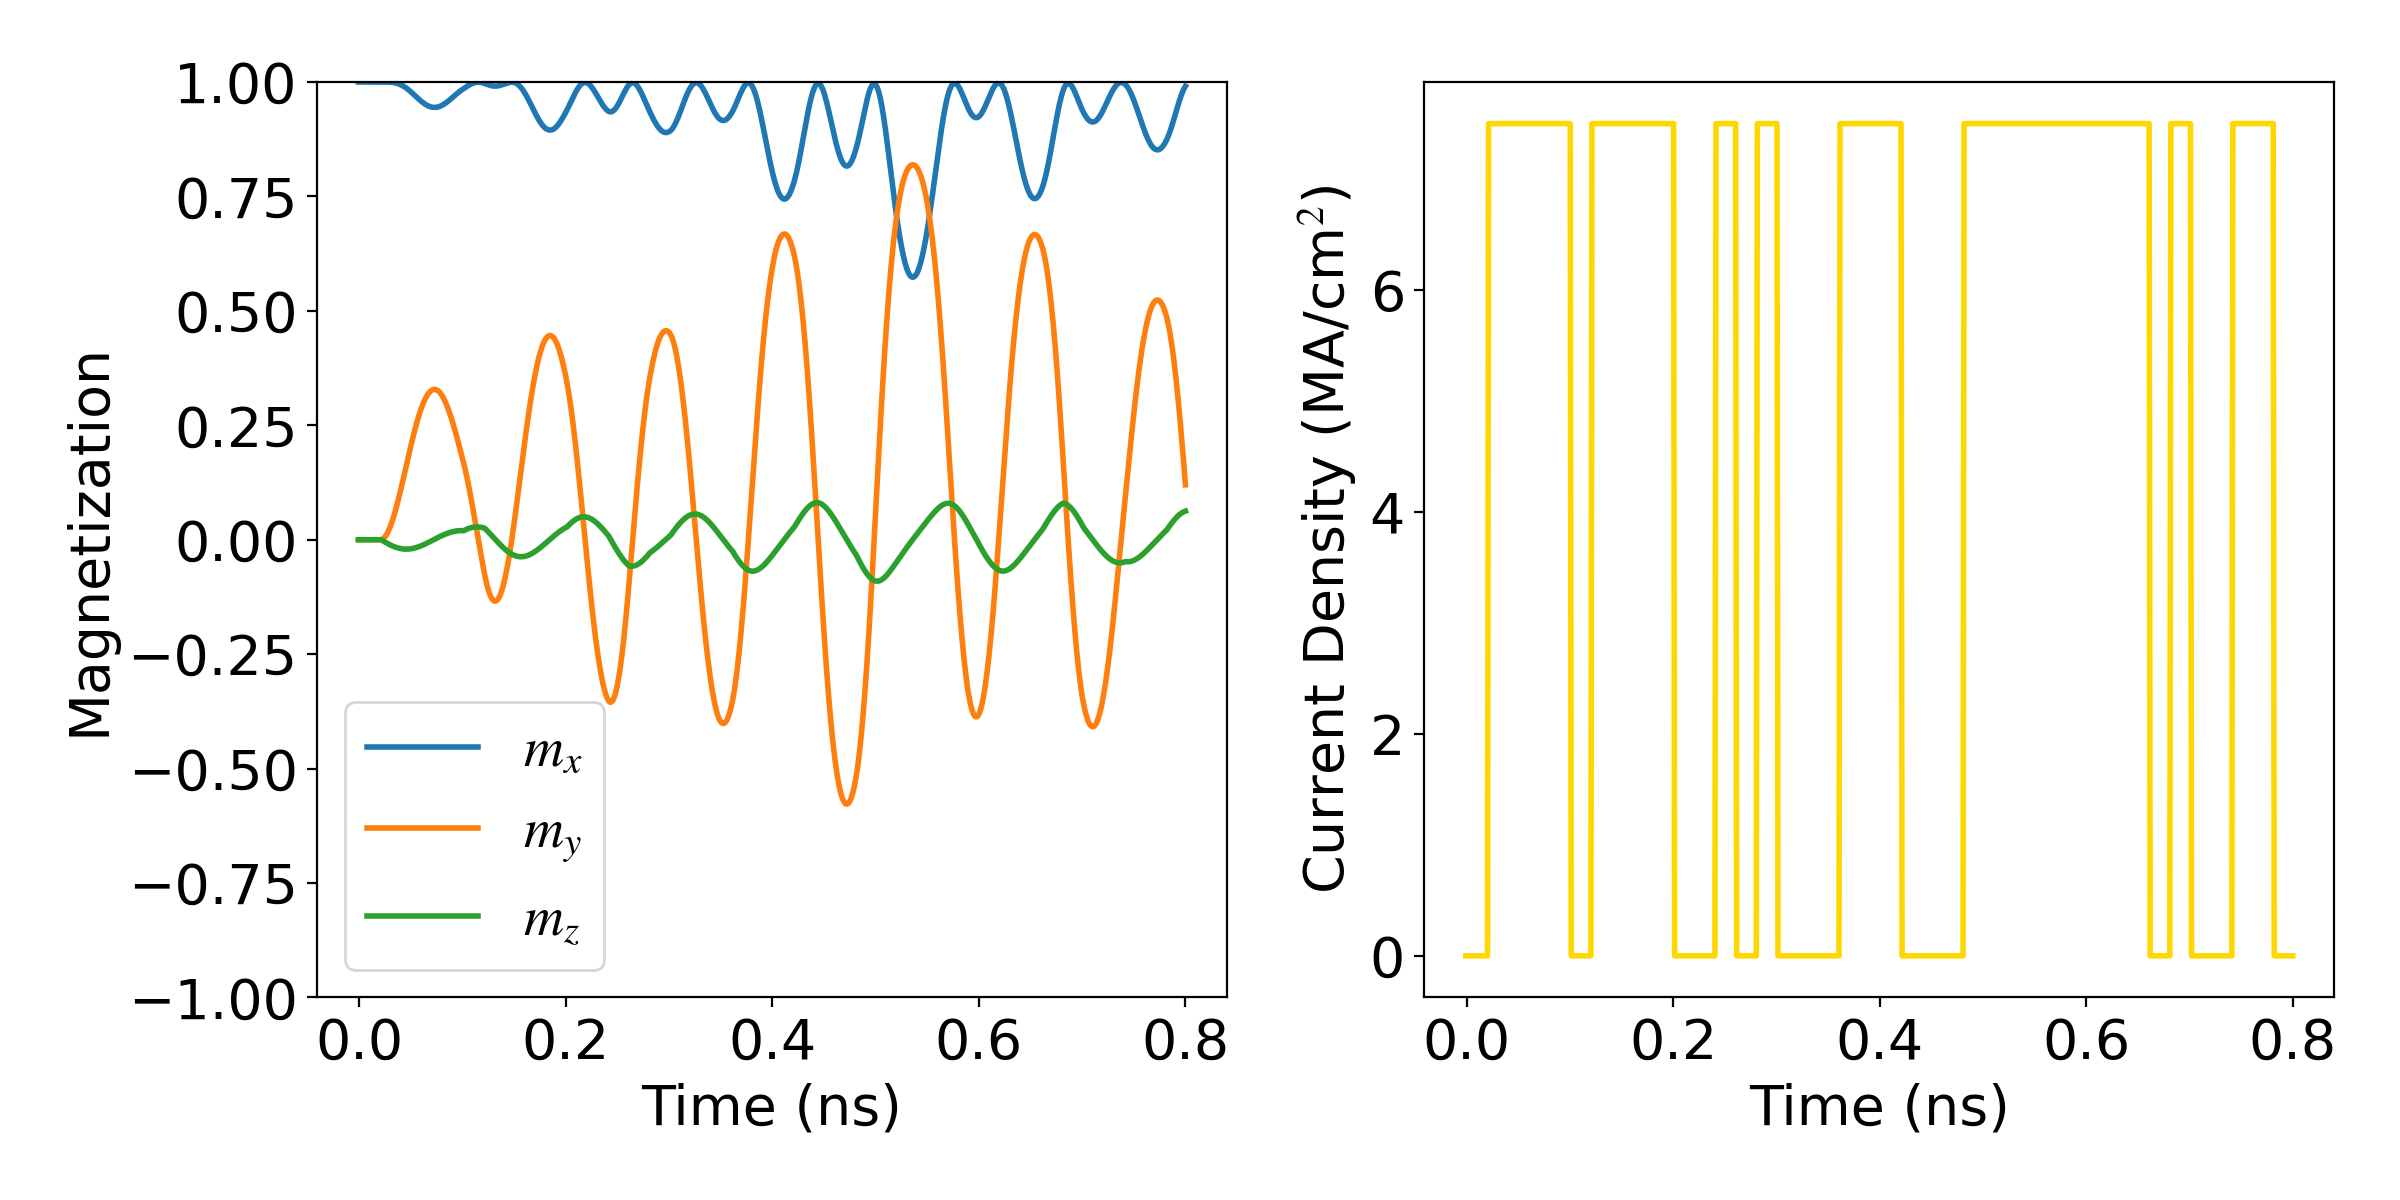 1.00
0.75
0.50
0.25
0.00
−0.25
−0.50
−0.75
−1.00
Magnetization
m_x
m_y
m_z
0.0 0.2 0.4 0.6 0.8
Time (ns)
6
4
2
0
Current Density (MA/cm²)
0.0 0.2 0.4 0.6 0.8
Time (ns)